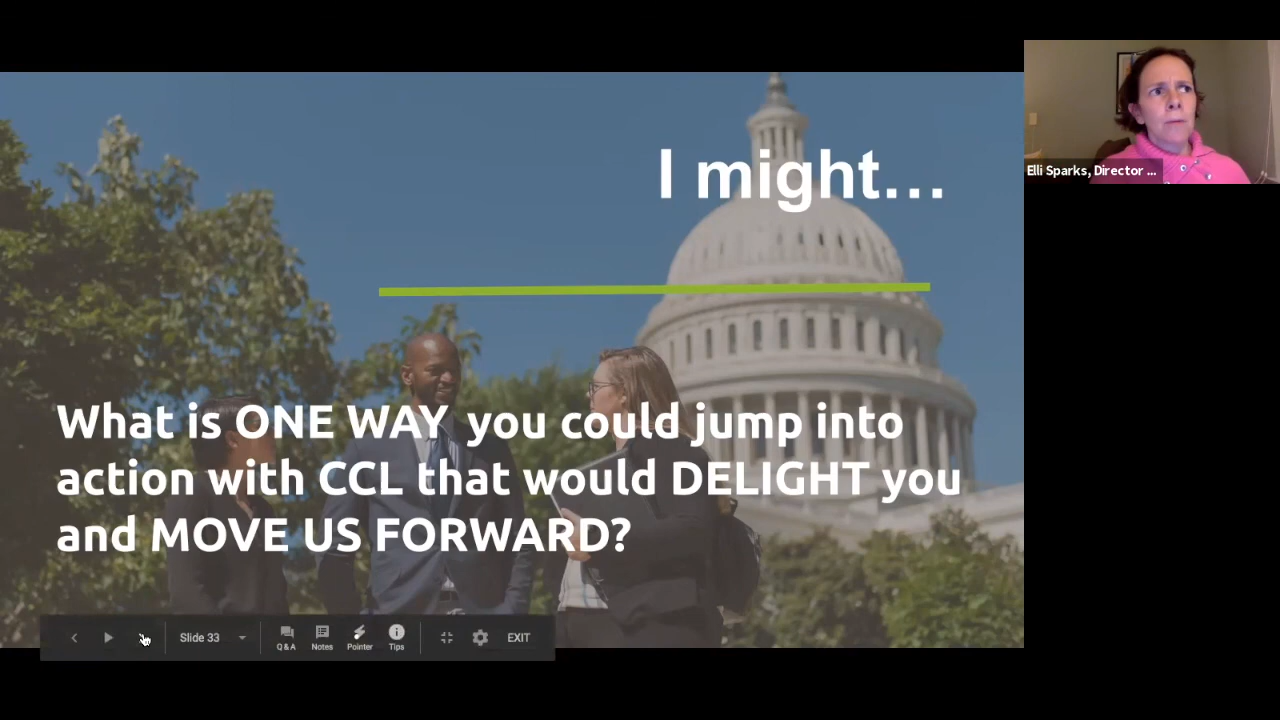 I might...
What is ONE WAY you could jump into
action with CCL that would DELIGHT you
and MOVE US FORWARD?
Elli Sparks, Director ...
Slide 33
Q&A
Notes
Pointer
Tips
EXIT